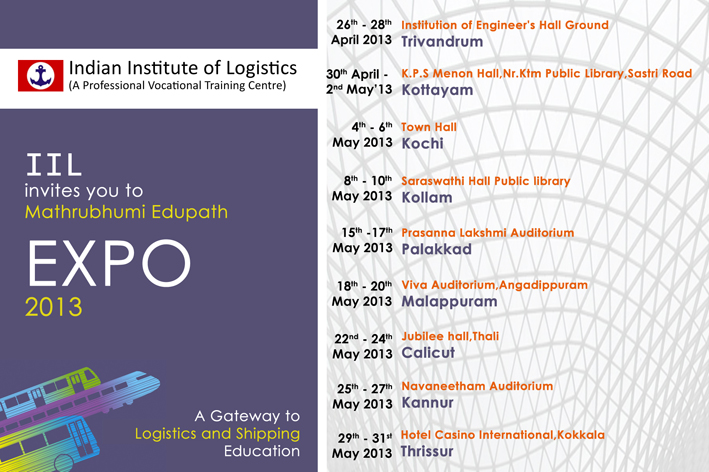 Indian Institute of Logistics
(A Professional Vocational Training Centre)
IIL
invites you to
Mathrubhumi Edupath
EXPO
2013
A Gateway to
Logistics and Shipping
Education
26th - 28th Institution of Engineer's Hall Ground
April 2013 Trivandrum
30th April - K.P.S Menon Hall,Nr.Ktm Public Library,Sastri Road
2nd May'13 Kottayam
4th - 6th Town Hall
May 2013 Kochi
8th - 10th Saraswathi Hall Public library
May 2013 Kollam
15th -17th Prasanna Lakshmi Auditorium
May 2013 Palakkad
18th - 20th Viva Auditorium,Angadippuram
May 2013 Malappuram
22nd - 24th Jubilee hall,Thali
May 2013 Calicut
25th - 27th Navaneetham Auditorium
May 2013 Kannur
29th - 31st Hotel Casino International,Kokkala
May 2013 Thrissur